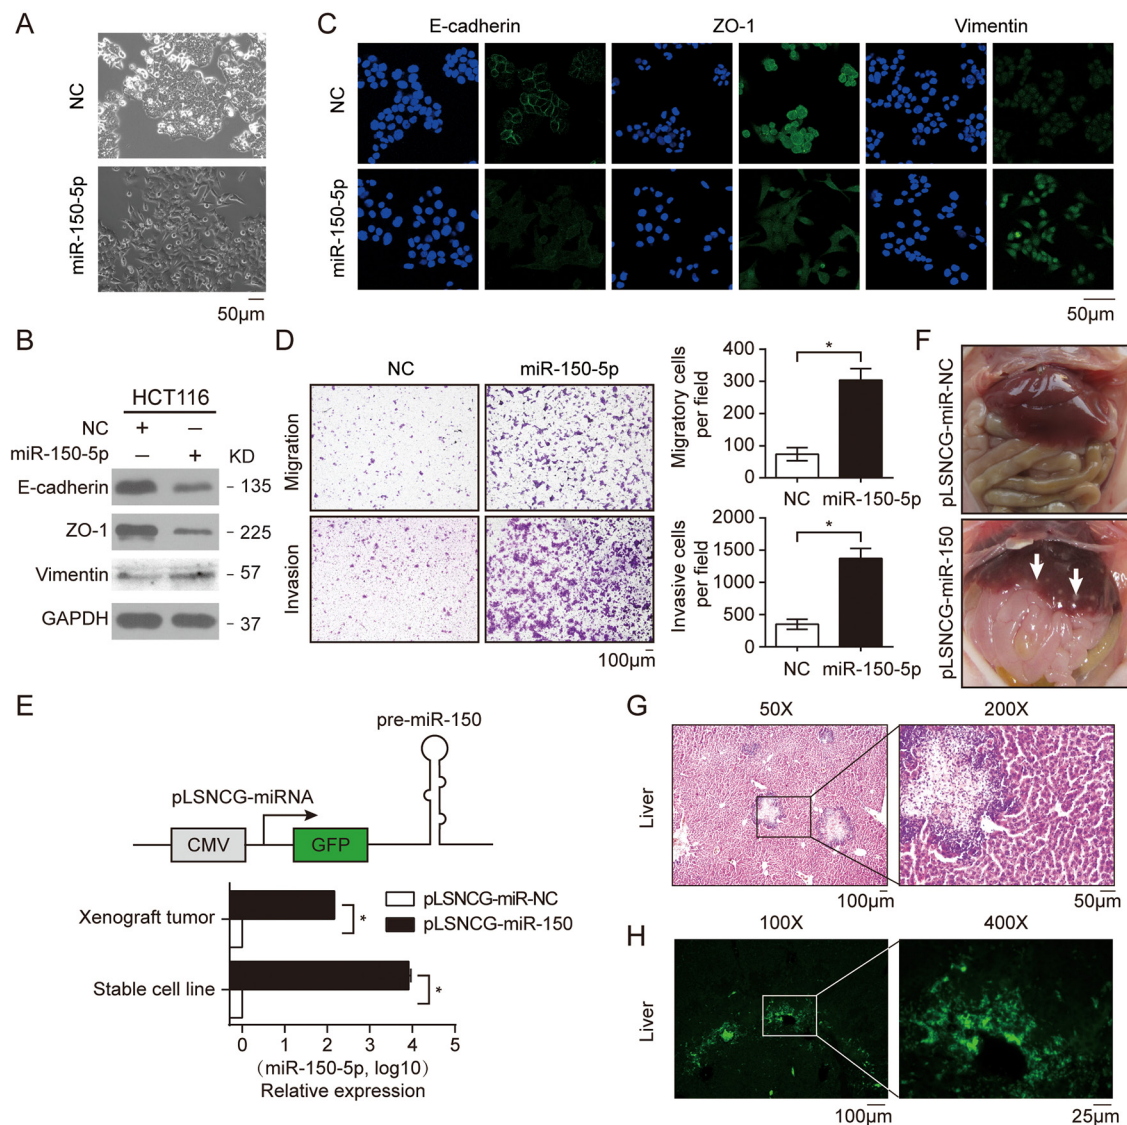 A
NC
miR-150-5p
50μm
C
E-cadherin ZO-1 Vimentin
NC
miR-150-5p
50μm
B
HCT116
NC + –
miR-150-5p – + KD
E-cadherin - 135
ZO-1 - 225
Vimentin - 57
GAPDH - 37
D
NC miR-150-5p
Migration
Invasion
100μm
Migratory cells
per field
400
300
200
100
0
*
NC miR-150-5p
Invasive cells
per field
2000
1500
1000
500
0
*
NC miR-150-5p
F
pLSNCG-miR-NC
pLSNCG-miR-150
E
pre-miR-150
pLSNCG-miRNA
CMV GFP
pLSNCG-miR-NC
pLSNCG-miR-150
Xenograft tumor *
Stable cell line *
0 1 2 3 4 5
(miR-150-5p, log10)
Relative expression
G
50X 200X
Liver
100μm 50μm
H
100X 400X
Liver
100μm 25μm